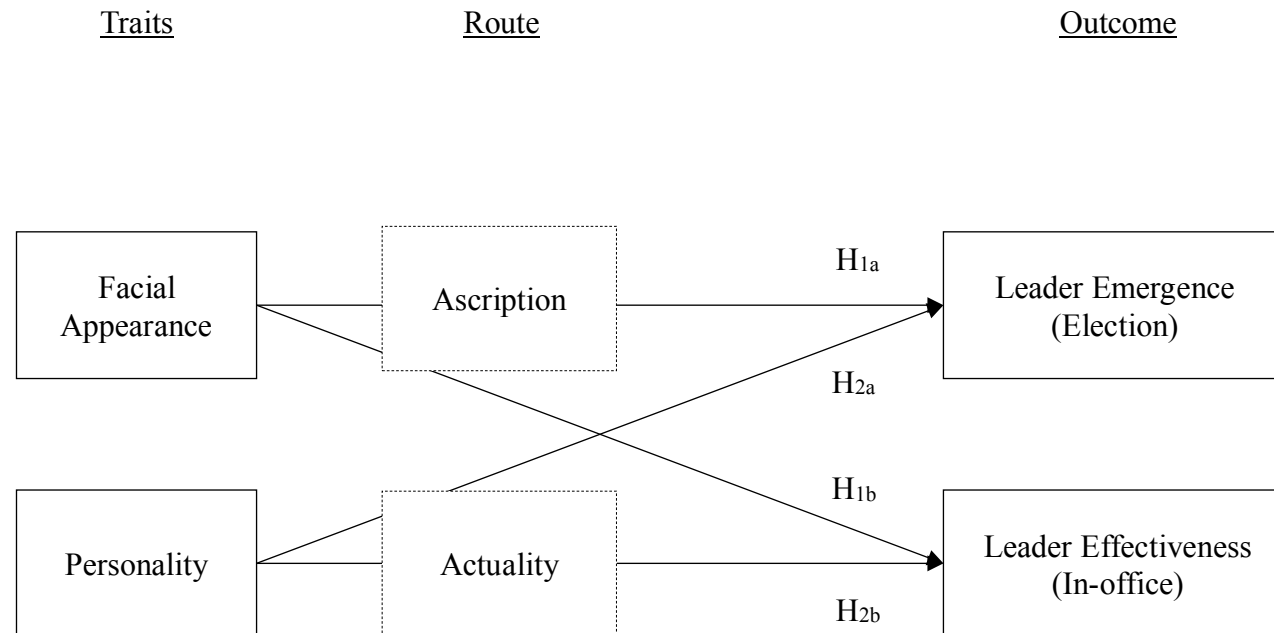 Traits
Route
Outcome
Facial
Appearance
Ascription
H1a
Leader Emergence
(Election)
H2a
H1b
Personality
Actuality
Leader Effectiveness
(In-office)
H2b